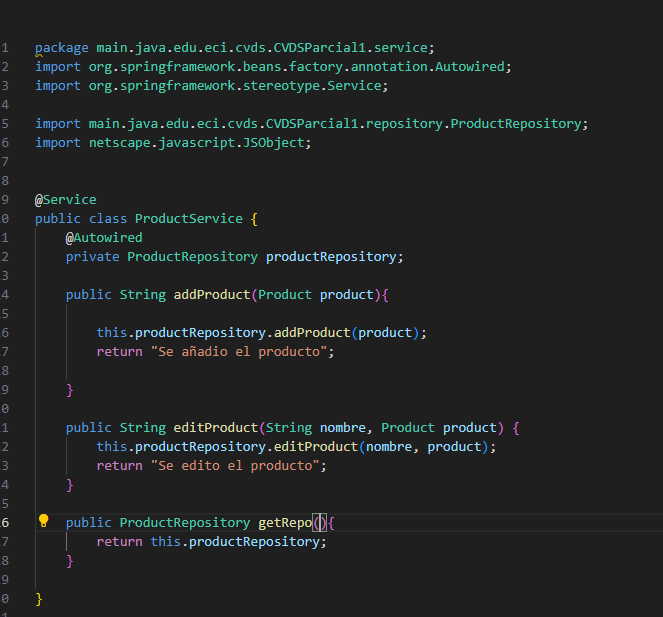 1 package main.java.edu.eci.cvds.CVDSParcial1.service;
2 import org.springframework.beans.factory.annotation.Autowired;
3 import org.springframework.stereotype.Service;
4
5 import main.java.edu.eci.cvds.CVDSParcial1.repository.ProductRepository;
6 import netscape.javascript.JSObject;
7
8
9 @Service
0 public class ProductService {
1 @Autowired
2 private ProductRepository productRepository;
3
4 public String addProduct(Product product){
5
6 this.productRepository.addProduct(product);
7 return "Se añadio el producto";
8
9 }
0
1 public String editProduct(String nombre, Product product) {
2 this.productRepository.editProduct(nombre, product);
3 return "Se edito el producto";
4 }
5
6 public ProductRepository getRepo(){
7 return this.productRepository;
8 }
9
0 }